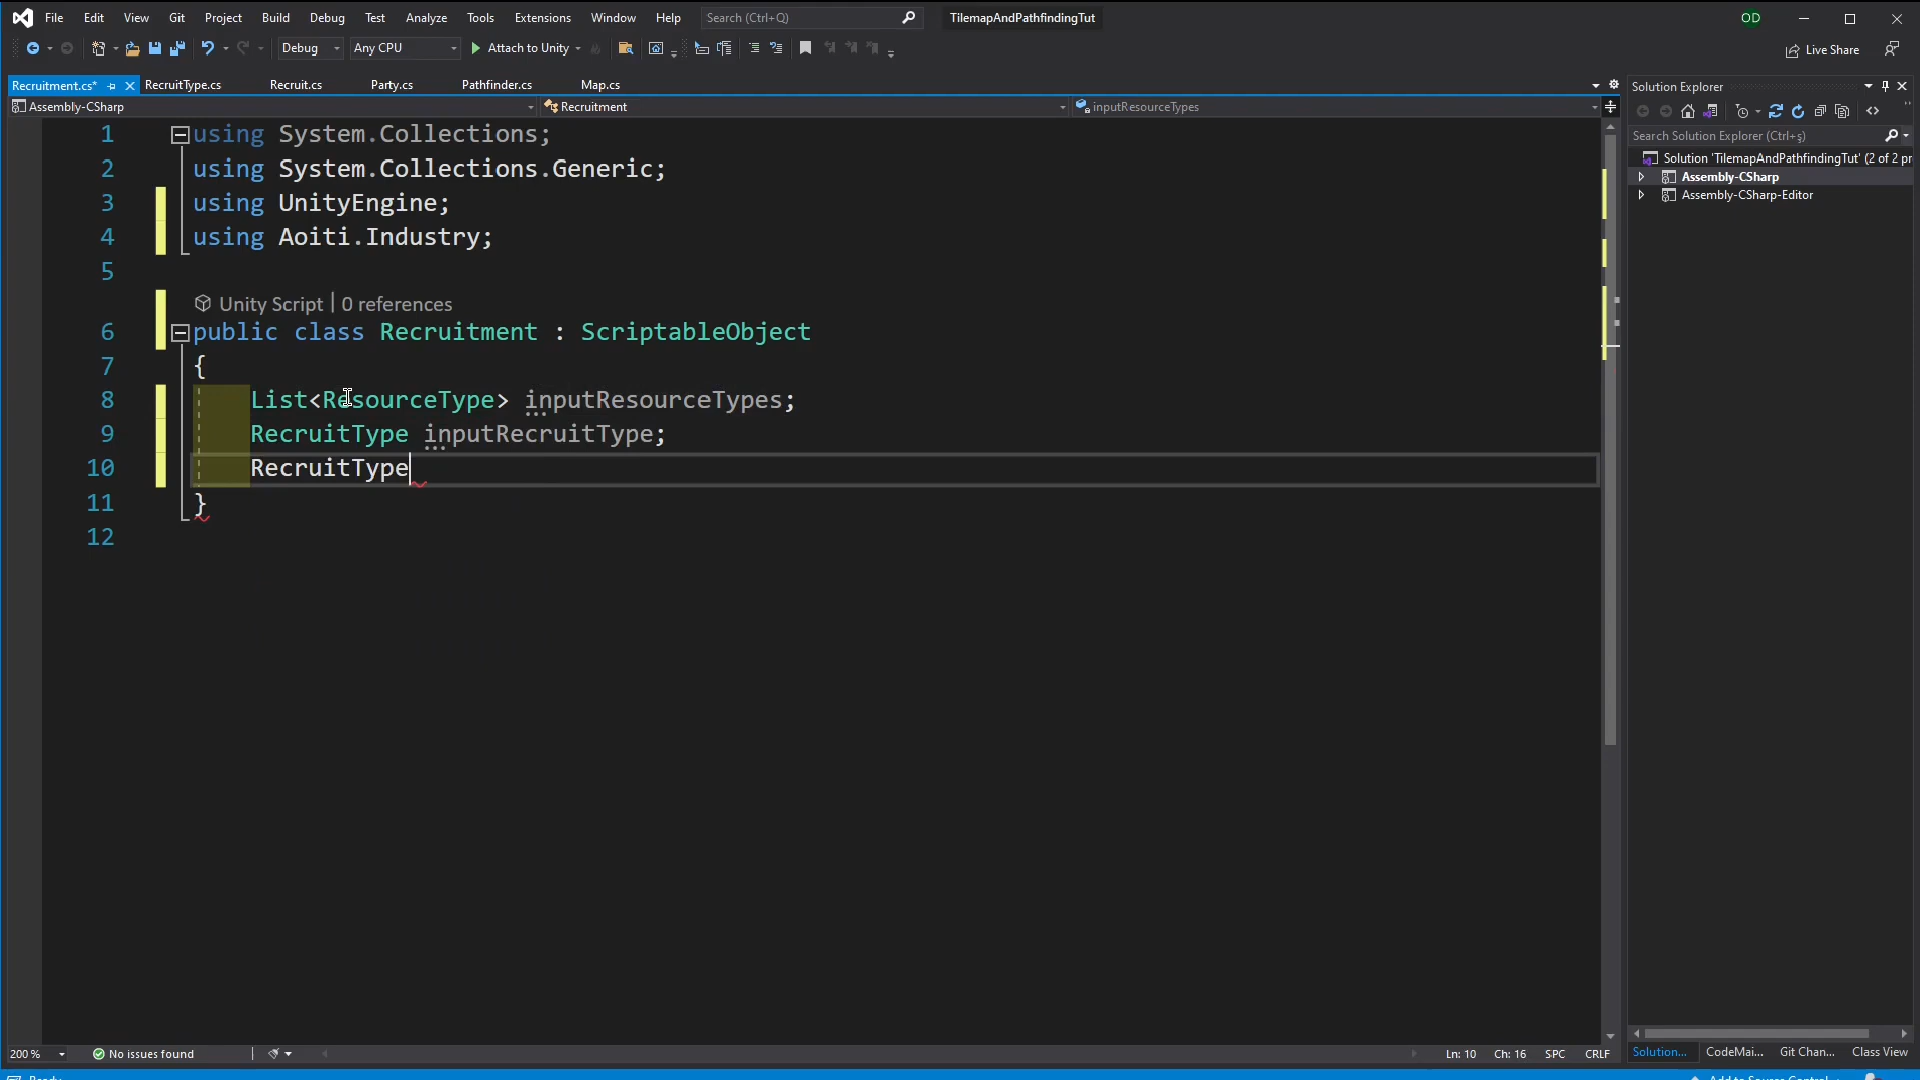 File Edit View Git Project Build Debug Test Analyze Tools Extensions Window Help Search (Ctrl+Q) TilemapAndPathfindingTut OD
Debug Any CPU Attach to Unity Live Share
Recruitment.cs* RecruitType.cs Recruit.cs Party.cs Pathfinder.cs Map.cs
Assembly-CSharp Recruitment inputResourceTypes
1 using System.Collections;
2 using System.Collections.Generic;
3 using UnityEngine;
4 using Aoiti.Industry;
5
Unity Script | 0 references
6 public class Recruitment : ScriptableObject
7 {
8 List<ResourceType> inputResourceTypes;
9 RecruitType inputRecruitType;
10 RecruitType
11 }
12
Solution Explorer
Search Solution Explorer (Ctrl+ş)
Solution 'TilemapAndPathfindingTut' (2 of 2 pr
Assembly-CSharp
Assembly-CSharp-Editor
200 % No issues found Ln: 10 Ch: 16 SPC CRLF
Solution... CodeMai... Git Chan... Class View
Ready Add to Source Control